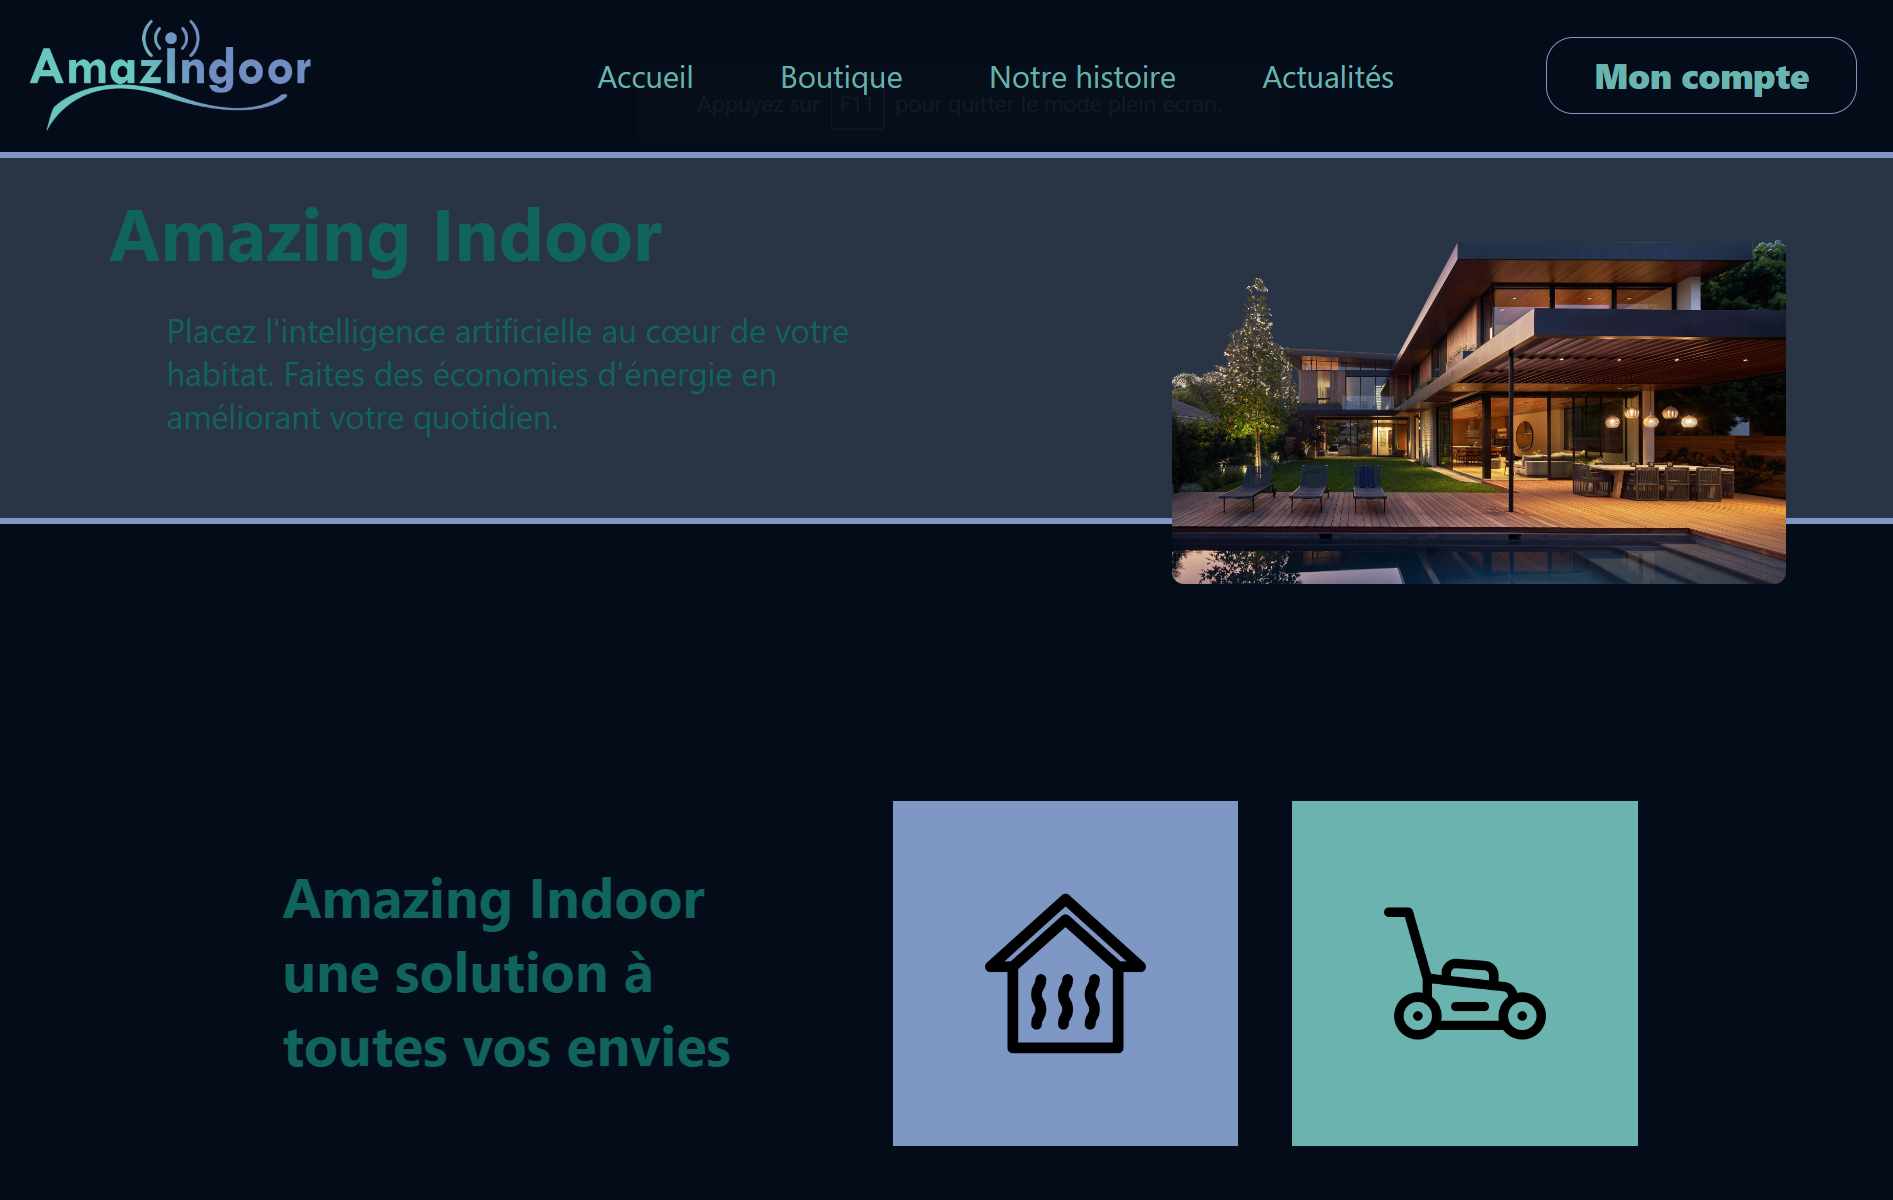 AmazIndoor
Accueil
Boutique
Notre histoire
Actualités
Mon compte
Appuyez sur F11 pour quitter le mode plein écran.
Amazing Indoor
Placez l'intelligence artificielle au cœur de votre
habitat. Faites des économies d'énergie en
améliorant votre quotidien.
Amazing Indoor
une solution à
toutes vos envies